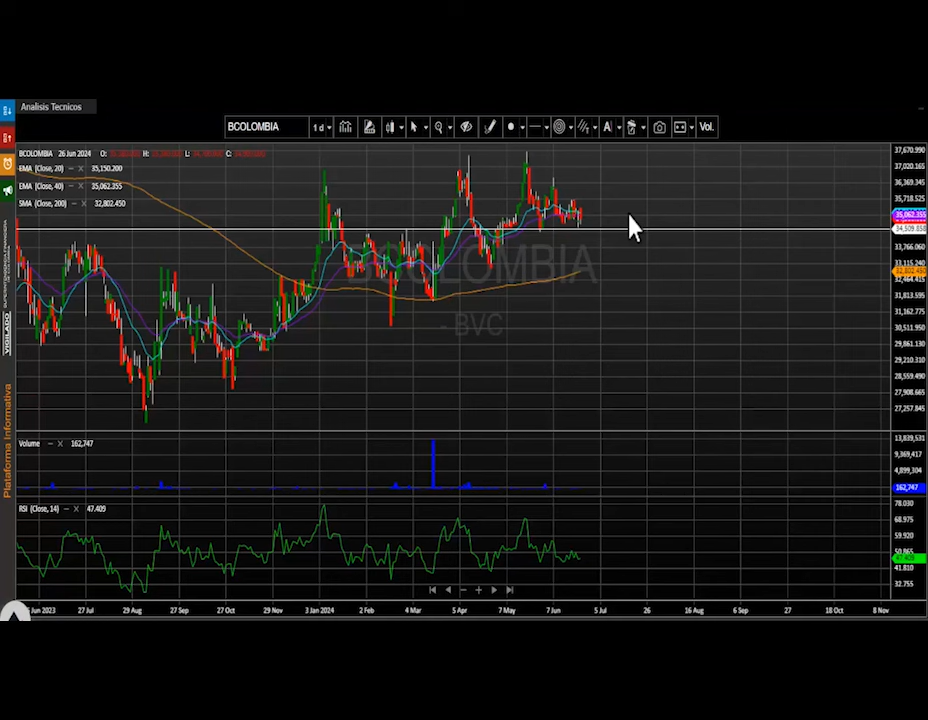 Analisis Tecnicos
BCOLOMBIA 1 d A Vol.
BCOLOMBIA 26 Jun 2024 O: H: L: C:
EMA (Close, 20) – X 35,150.200
EMA (Close, 40) – X 35,062.355
SMA (Close, 200) – X 32,802.450
BCOLOMBIA
- BVC
37,670.990
37,020.165
36,369.345
35,718.525
35,062.355
34,509.858
33,766.060
33,115.240
32,802.450
32,464.415
31,813.595
31,162.775
30,511.950
29,861.130
29,210.310
28,559.490
27,908.665
27,257.845
Volume – X 162,747
13,839,531
9,369,417
4,899,304
162,747
RSI (Close, 14) – X 47.409
78.030
68.975
59.920
50.865
47.409
41.810
32.755
Jun 2023 27 Jul 29 Aug 27 Sep 27 Oct 29 Nov 3 Jan 2024 2 Feb 4 Mar 5 Apr 7 May 7 Jun 5 Jul 26 16 Aug 6 Sep 27 18 Oct 8 Nov
VIGILADO
Plataforma Informativa